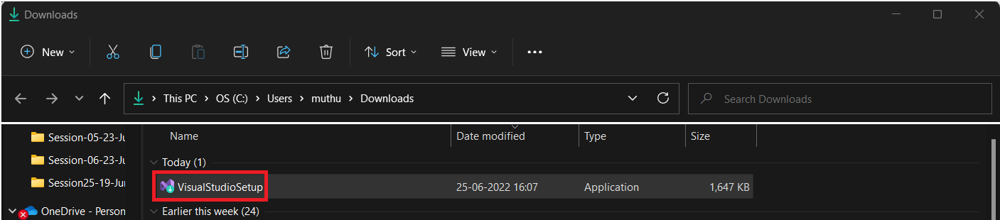 Downloads
New Sort View
This PC > OS (C:) > Users > muthu > Downloads Search Downloads
Name Date modified Type Size
Session-05-23-Ju
Today (1)
Session-06-23-Ju
VisualStudioSetup 25-06-2022 16:07 Application 1,647 KB
Session25-19-Jur
OneDrive - Person
Earlier this week (24)